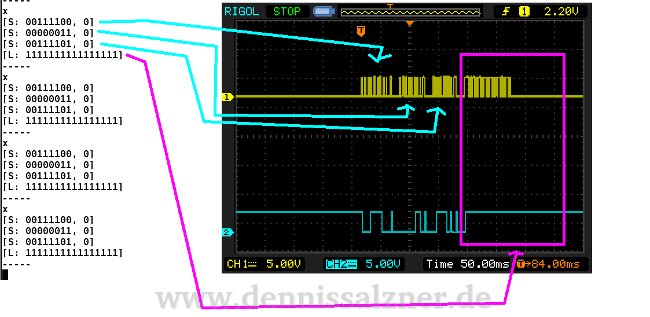 -----
x
[S: 00111100, 0]
[S: 00000011, 0]
[S: 00111101, 0]
[L: 1111111111111111]
-----
x
[S: 00111100, 0]
[S: 00000011, 0]
[S: 00111101, 0]
[L: 1111111111111111]
-----
x
[S: 00111100, 0]
[S: 00000011, 0]
[S: 00111101, 0]
[L: 1111111111111111]
-----
x
[S: 00111100, 0]
[S: 00000011, 0]
[S: 00111101, 0]
[L: 1111111111111111]
-----
RIGOL STOP T 1 2.20V
T
1
2
CH1 5.00V CH2 5.00V Time 50.00ms T→84.00ms
www.dennissalzner.de